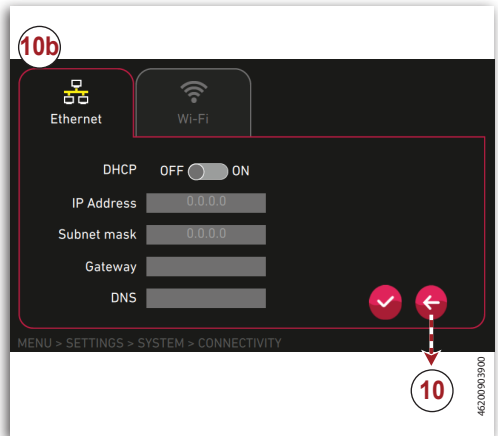 10b
Ethernet
Wi-Fi
DHCP OFF ON
IP Address 0.0.0.0
Subnet mask 0.0.0.0
Gateway
DNS
MENU > SETTINGS > SYSTEM > CONNECTIVITY
10
46200903900